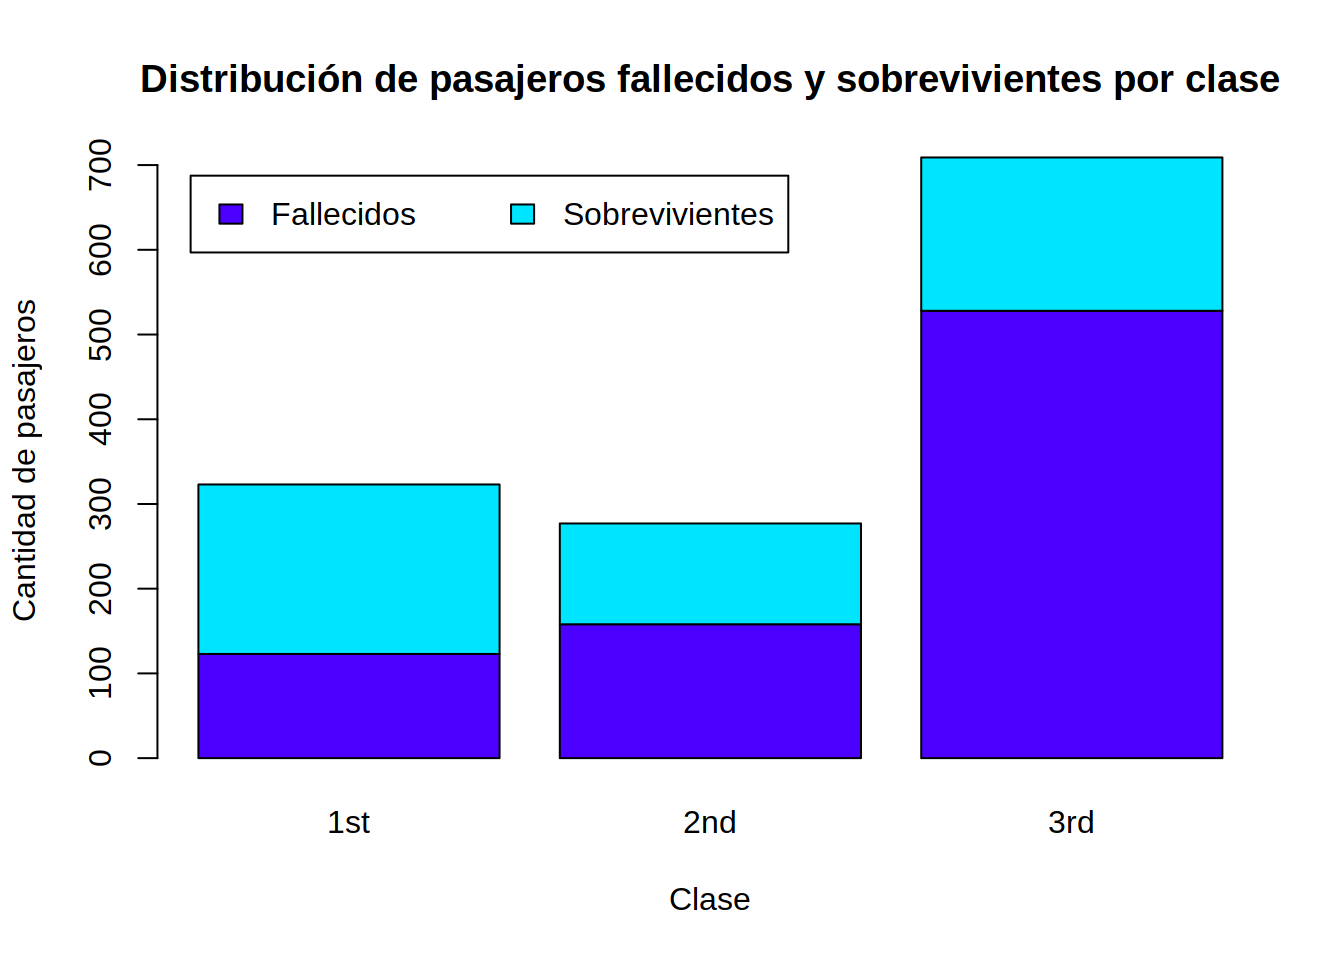 Distribución de pasajeros fallecidos y sobrevivientes por clase
Fallecidos Sobrevivientes
Cantidad de pasajeros
700
600
500
400
300
200
100
0
1st 2nd 3rd
Clase